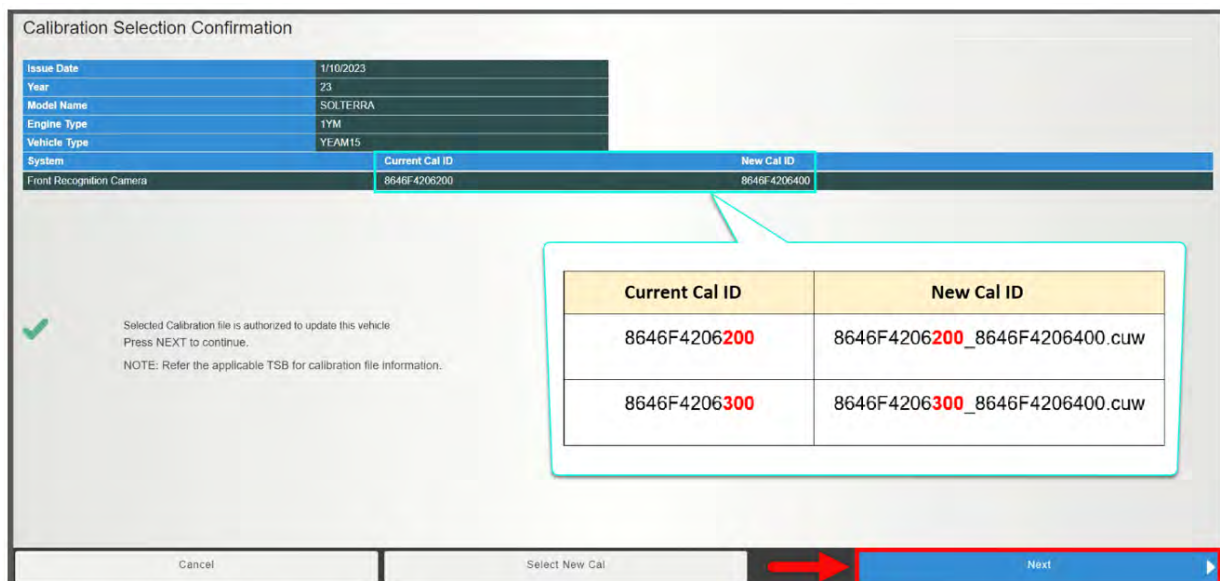 Calibration Selection Confirmation
Issue Date 1/10/2023
Year 23
Model Name SOLTERRA
Engine Type 1YM
Vehicle Type YEAM15
System Current Cal ID New Cal ID
Front Recognition Camera 8646F4206200 8646F4206400
Current Cal ID New Cal ID
8646F4206200 8646F4206200_8646F4206400.cuw
8646F4206300 8646F4206300_8646F4206400.cuw
Selected Calibration file is authorized to update this vehicle
Press NEXT to continue.
NOTE: Refer the applicable TSB for calibration file information.
Cancel Select New Cal Next